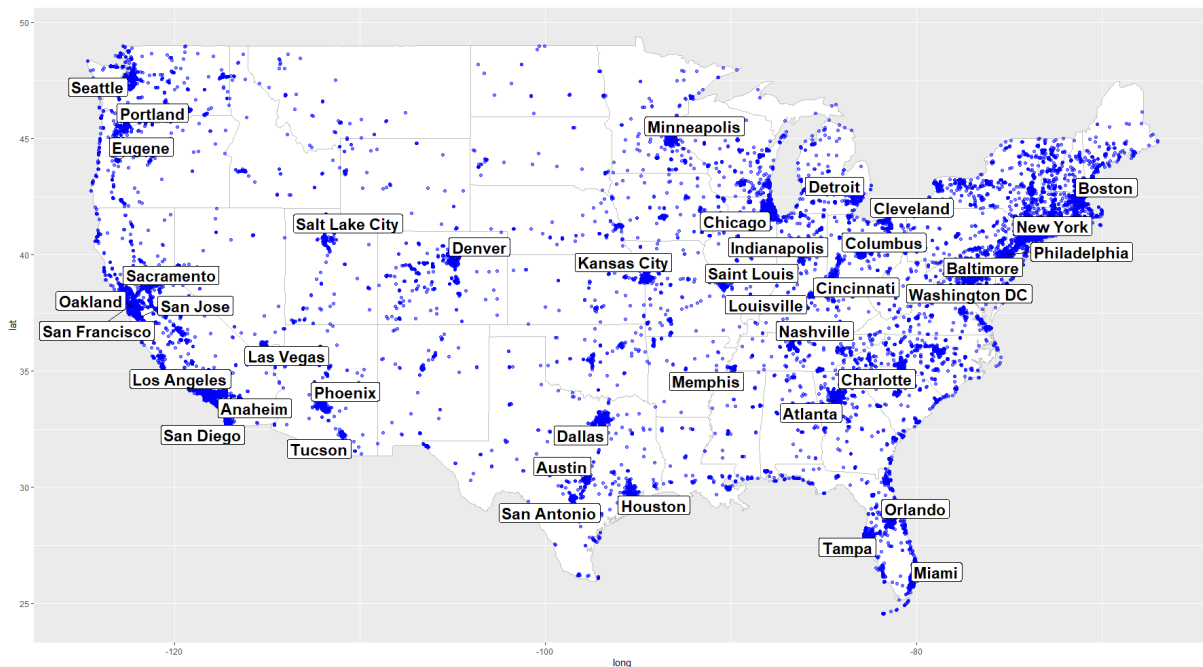 50
45
40
35
30
25
lat
-120
-100
-80
long
Seattle
Portland
Eugene
Minneapolis
Detroit
Boston
Cleveland
Chicago
New York
Salt Lake City
Denver
Indianapolis
Columbus
Philadelphia
Kansas City
Baltimore
Sacramento
Saint Louis
Cincinnati
Washington DC
Oakland
San Jose
Louisville
San Francisco
Nashville
Las Vegas
Los Angeles
Memphis
Charlotte
Phoenix
Anaheim
Atlanta
San Diego
Dallas
Tucson
Austin
San Antonio
Houston
Orlando
Tampa
Miami